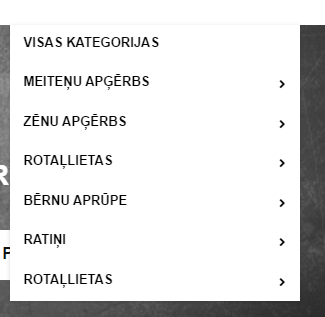 VISAS KATEGORIJAS
MEITEŅU APĢĒRBS
ZĒNU APĢĒRBS
ROTAĻLIETAS
BĒRNU APRŪPE
RATIŅI
ROTAĻLIETAS